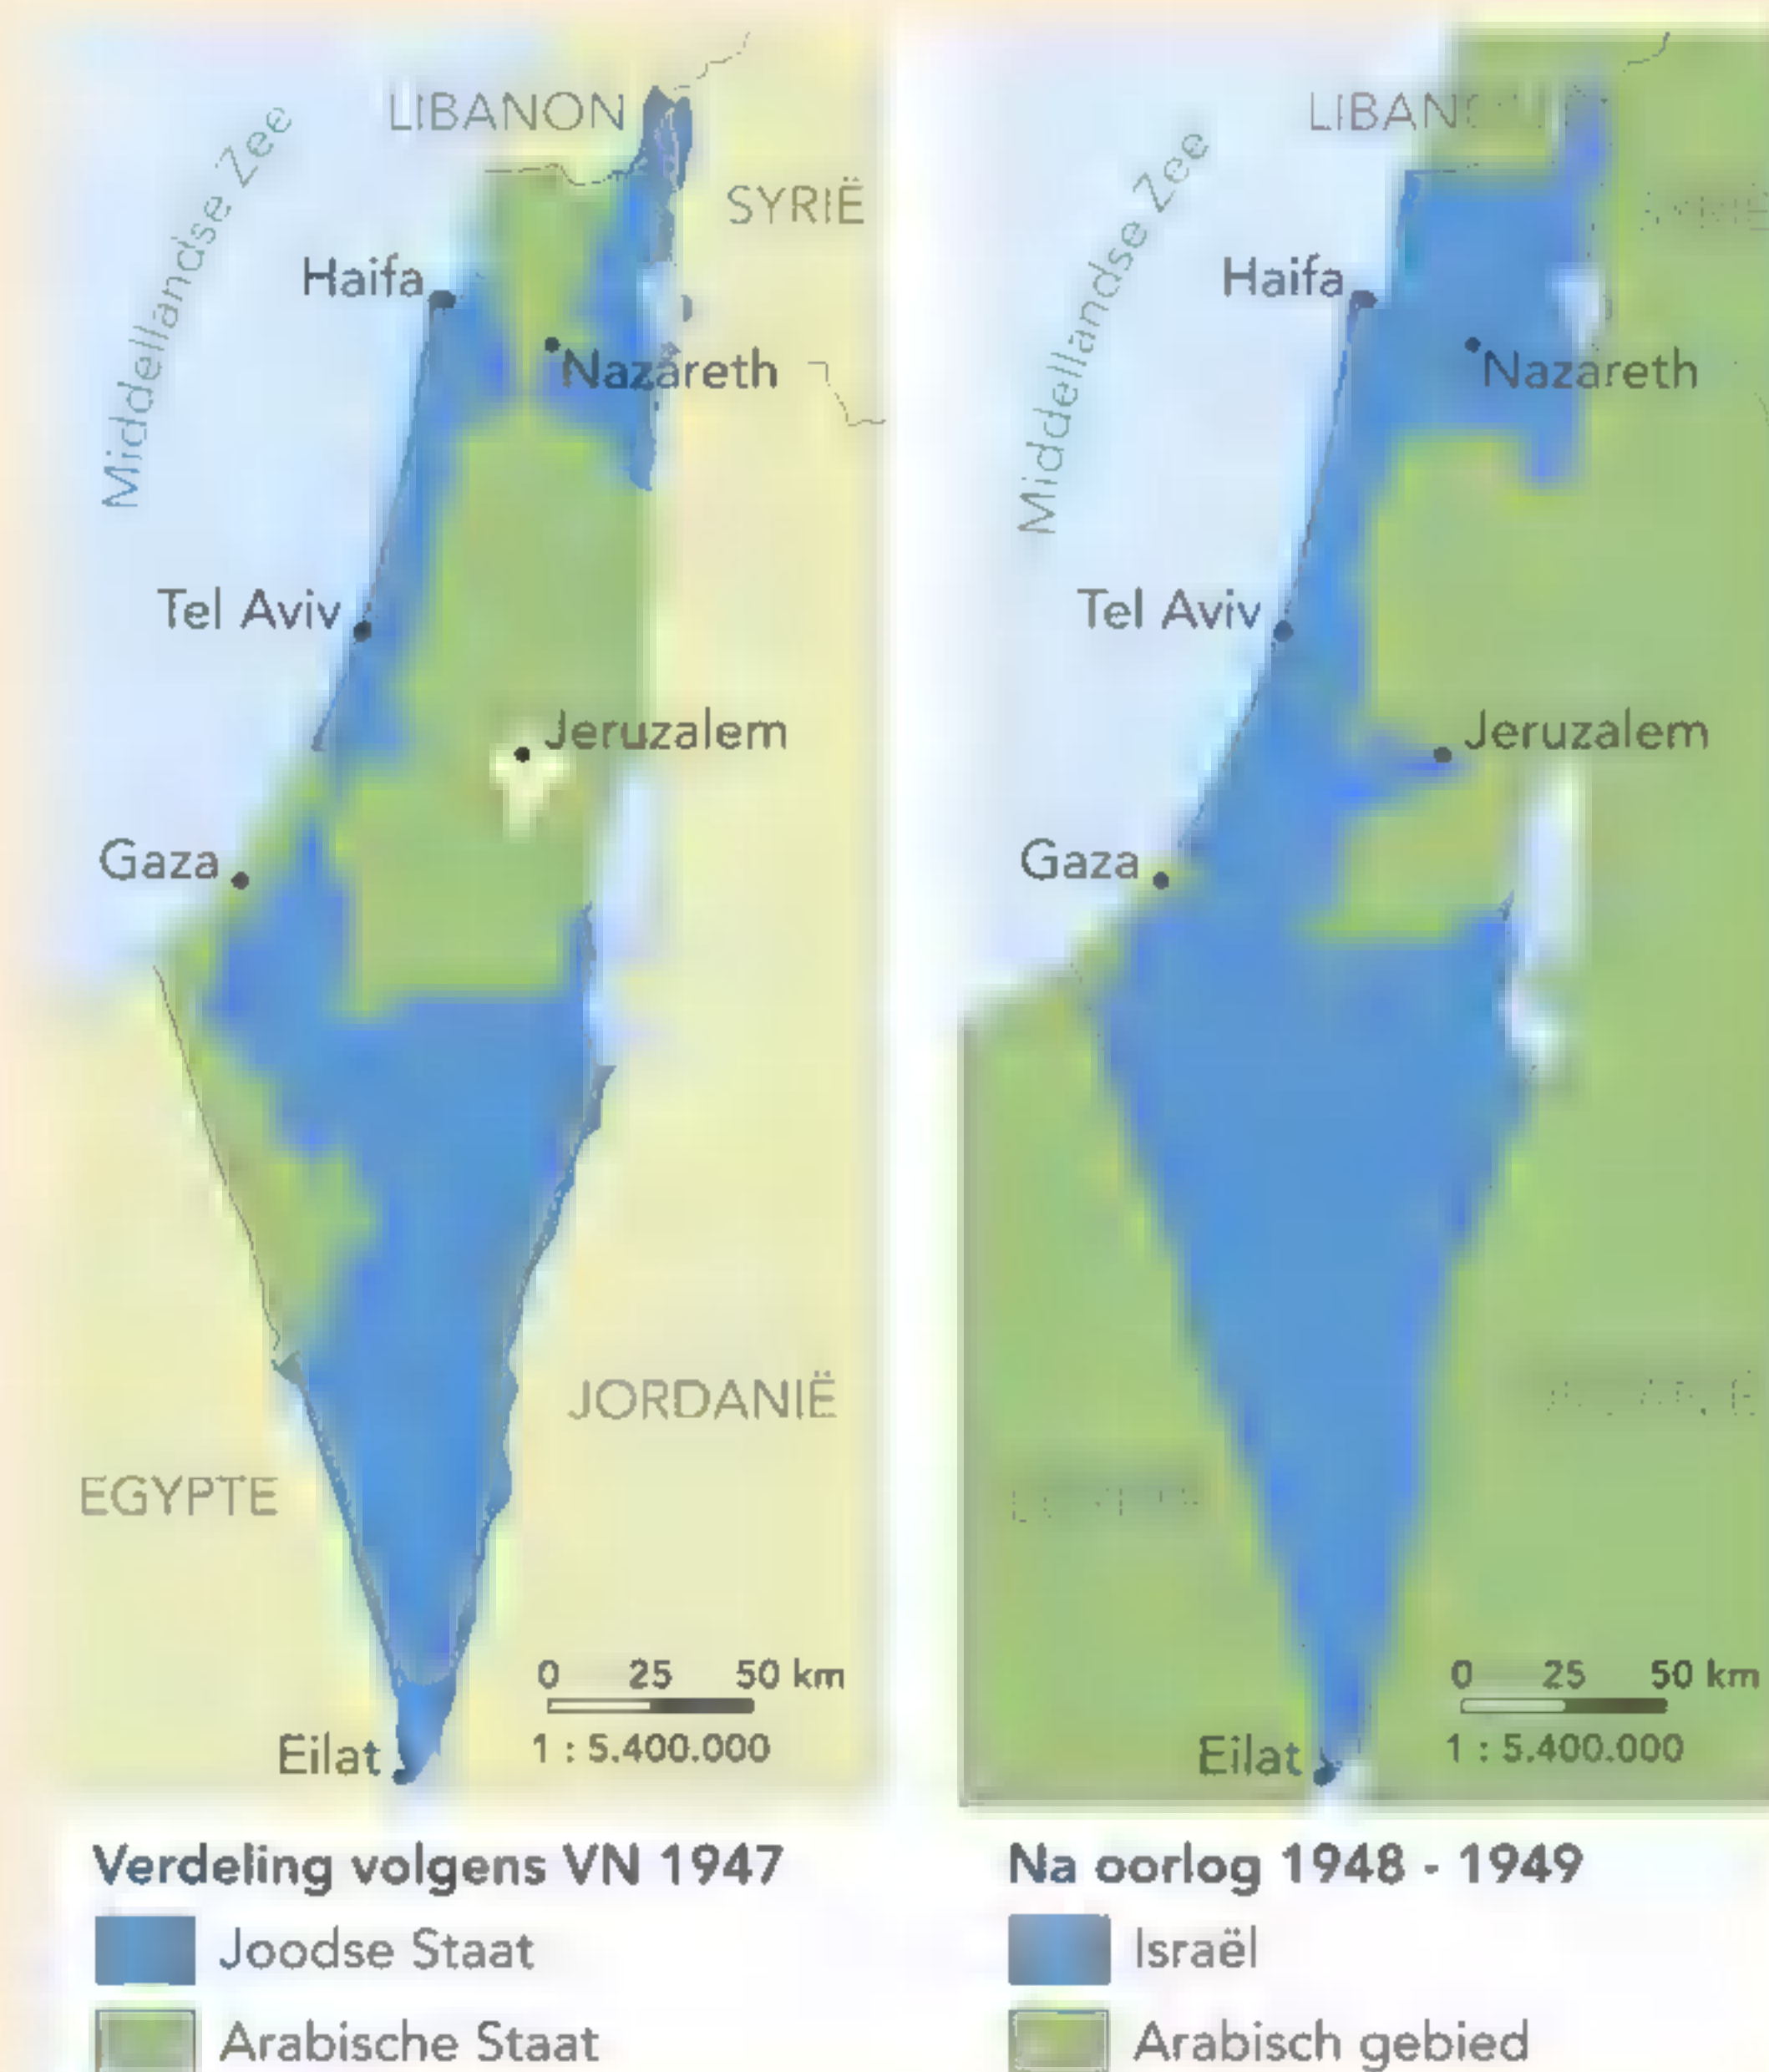 LIBANON
Middellandse Zee
SYRIË
Haifa
Nazareth
Tel Aviv
Jeruzalem
Gaza
JORDANIË
EGYPTE
0 25 50 km
1 : 5.400.000
Eilat
Verdeling volgens VN 1947
Joodse Staat
Arabische Staat
Middellandse Zee
Haifa
Nazareth
Tel Aviv
Jeruzalem
Gaza
0 25 50 km
1 : 5.400.000
Eilat
Na oorlog 1948 - 1949
Israël
Arabisch gebied